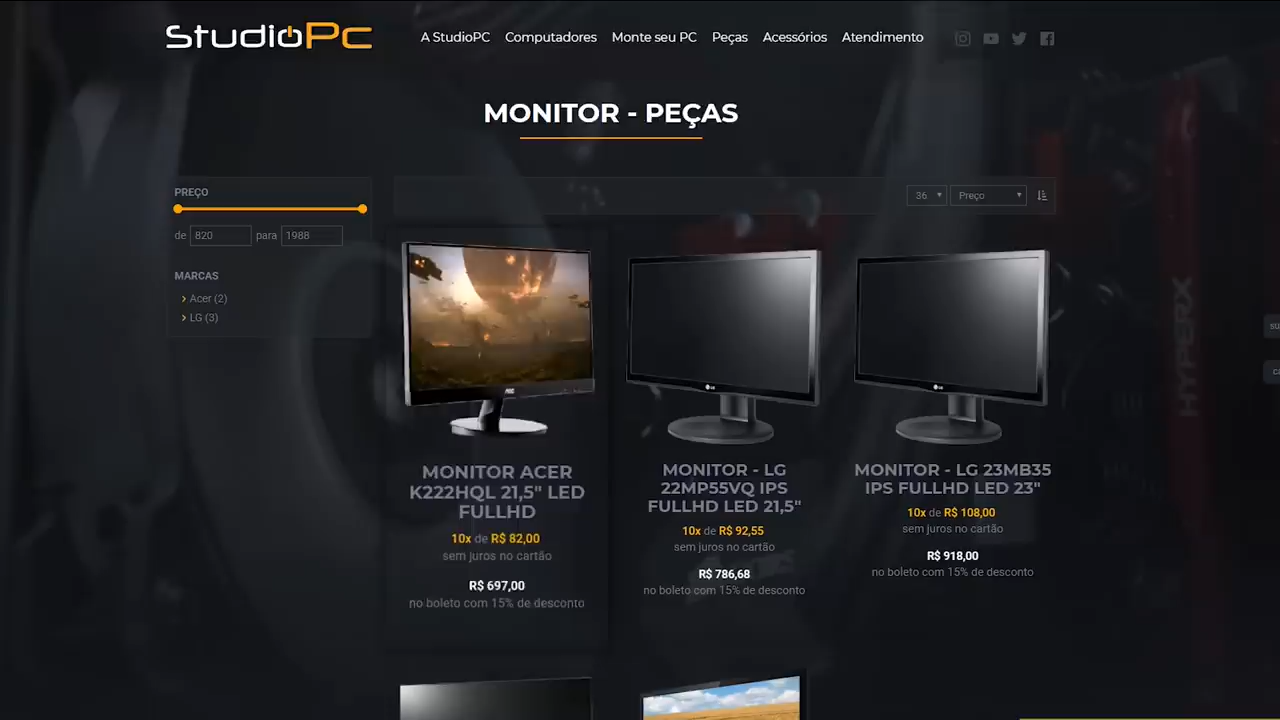 StudioPc
A StudioPC Computadores Monte seu PC Peças Acessórios Atendimento
MONITOR - PEÇAS
PREÇO
de 820 para 1988
MARCAS
Acer (2)
LG (3)
36 Preço
HYPERX
MONITOR ACER
K222HQL 21,5" LED
FULLHD
10x de R$ 82,00
sem juros no cartão
R$ 697,00
no boleto com 15% de desconto
MONITOR - LG
22MP55VQ IPS
FULLHD LED 21,5"
10x de R$ 92,55
sem juros no cartão
R$ 786,68
no boleto com 15% de desconto
MONITOR - LG 23MB35
IPS FULLHD LED 23"
10x de R$ 108,00
sem juros no cartão
R$ 918,00
no boleto com 15% de desconto